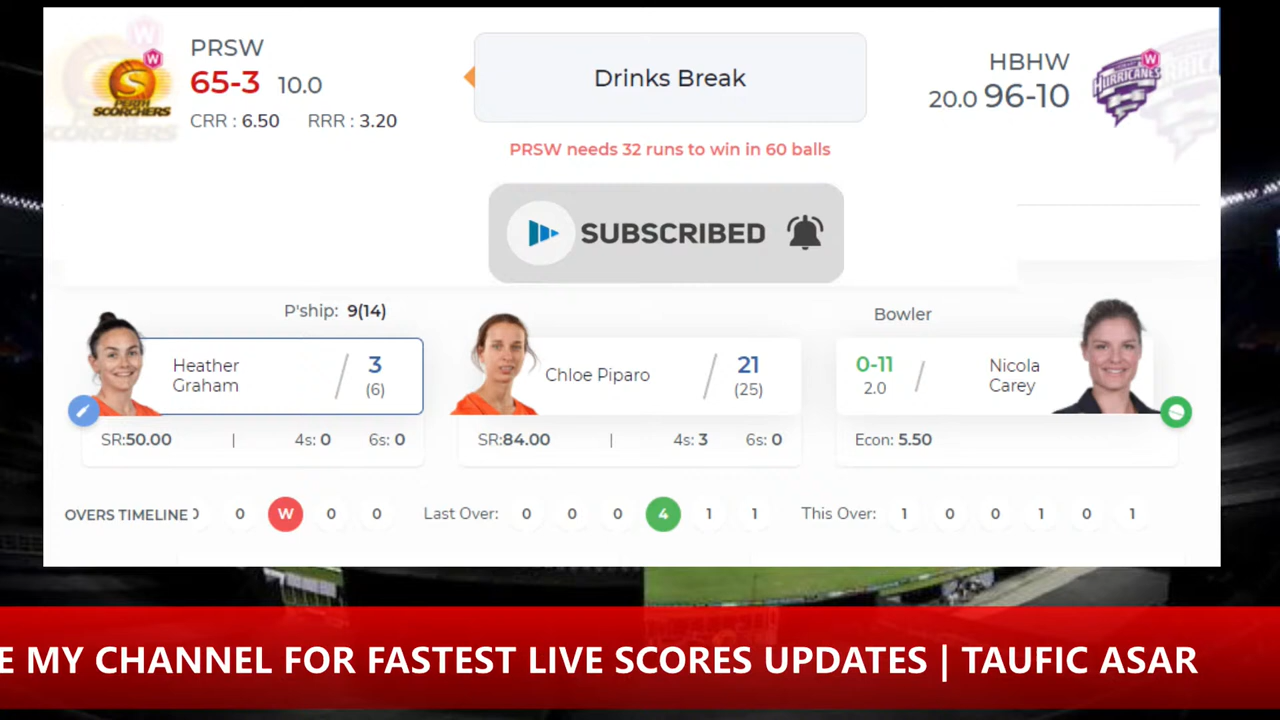 PRSW
65-3 10.0
CRR : 6.50 RRR : 3.20
W
PERTH
SCORCHERS
Drinks Break
PRSW needs 32 runs to win in 60 balls
HBHW
20.0 96-10
W
HURRICANES
SUBSCRIBED
P'ship: 9(14)
Heather
Graham
3
(6)
SR:50.00 | 4s: 0 6s: 0
Chloe Piparo
21
(25)
SR:84.00 | 4s: 3 6s: 0
Bowler
0-11
2.0
Nicola
Carey
Econ: 5.50
OVERS TIMELINE 0 W 0 0 Last Over: 0 0 0 4 1 1 This Over: 1 0 0 1 0 1
E MY CHANNEL FOR FASTEST LIVE SCORES UPDATES | TAUFIC ASAR